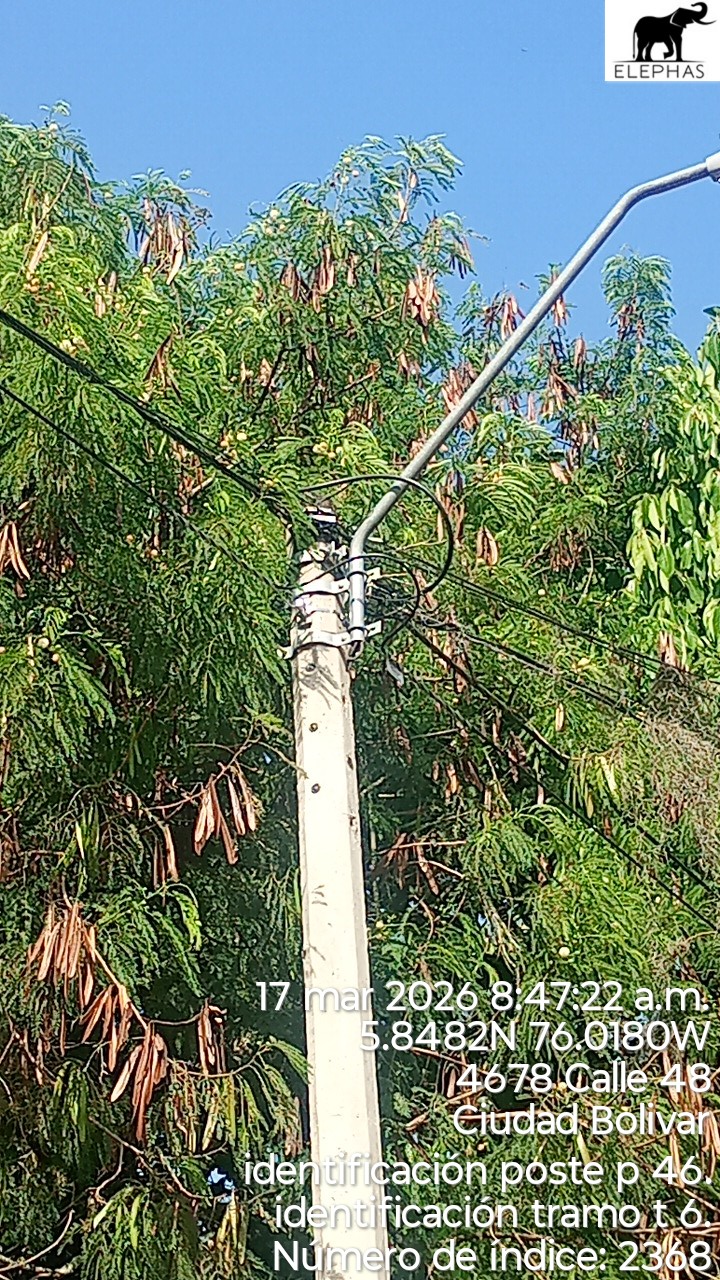 ELEPHAS
17 mar 2026 8:47:22 a.m.
5.8482N 76.0180W
4678 Calle 48
Ciudad Bolivar
identificación poste p 46.
identificación tramo t 6.
Número de índice: 2368